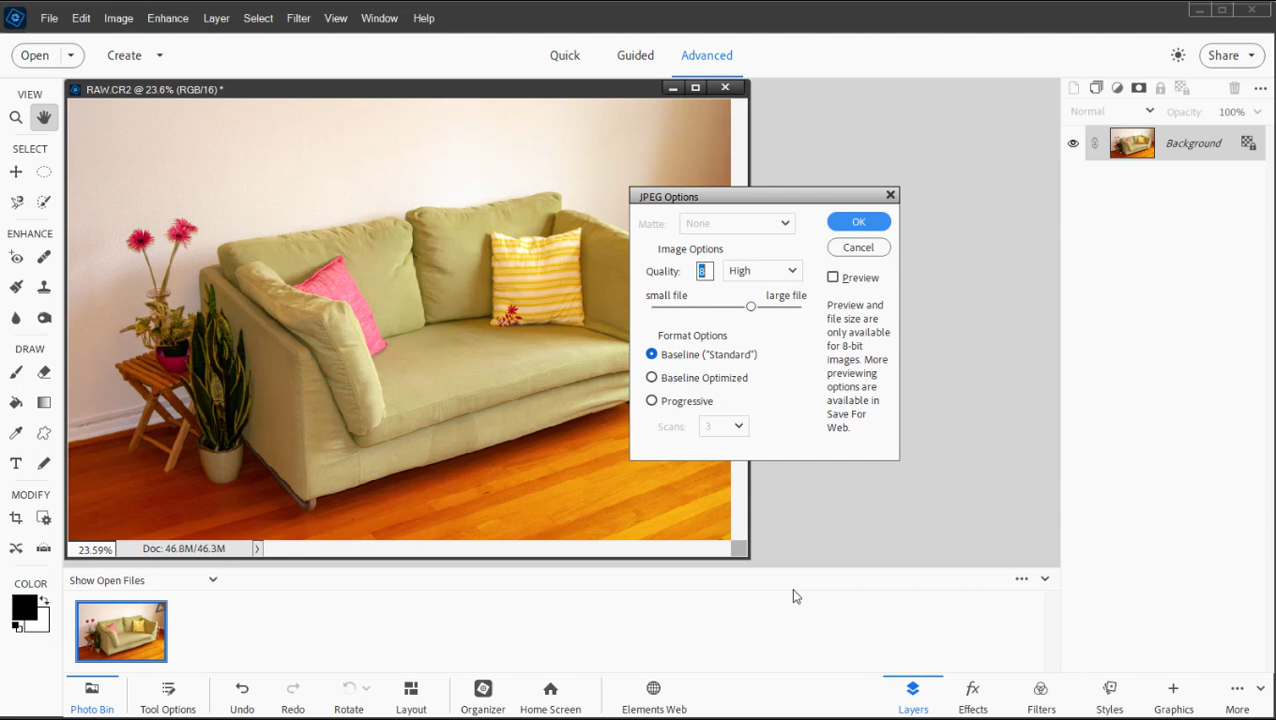 File Edit Image Enhance Layer Select Filter View Window Help
Open Create Quick Guided Advanced Share
VIEW
SELECT
ENHANCE
DRAW
MODIFY
COLOR
RAW.CR2 @ 23.6% (RGB/16) *
23.59% Doc: 46.8M/46.3M
JPEG Options
Matte: None
OK
Image Options
Cancel
Quality: 8 High
Preview
small file large file
Format Options
Baseline ("Standard")
Baseline Optimized
Progressive
Scans: 3
Preview and
file size are
only available
for 8-bit
images. More
previewing
options are
available in
Save For
Web.
Normal Opacity: 100%
Background
Show Open Files
Photo Bin Tool Options Undo Redo Rotate Layout Organizer Home Screen Elements Web Layers Effects Filters Styles Graphics More